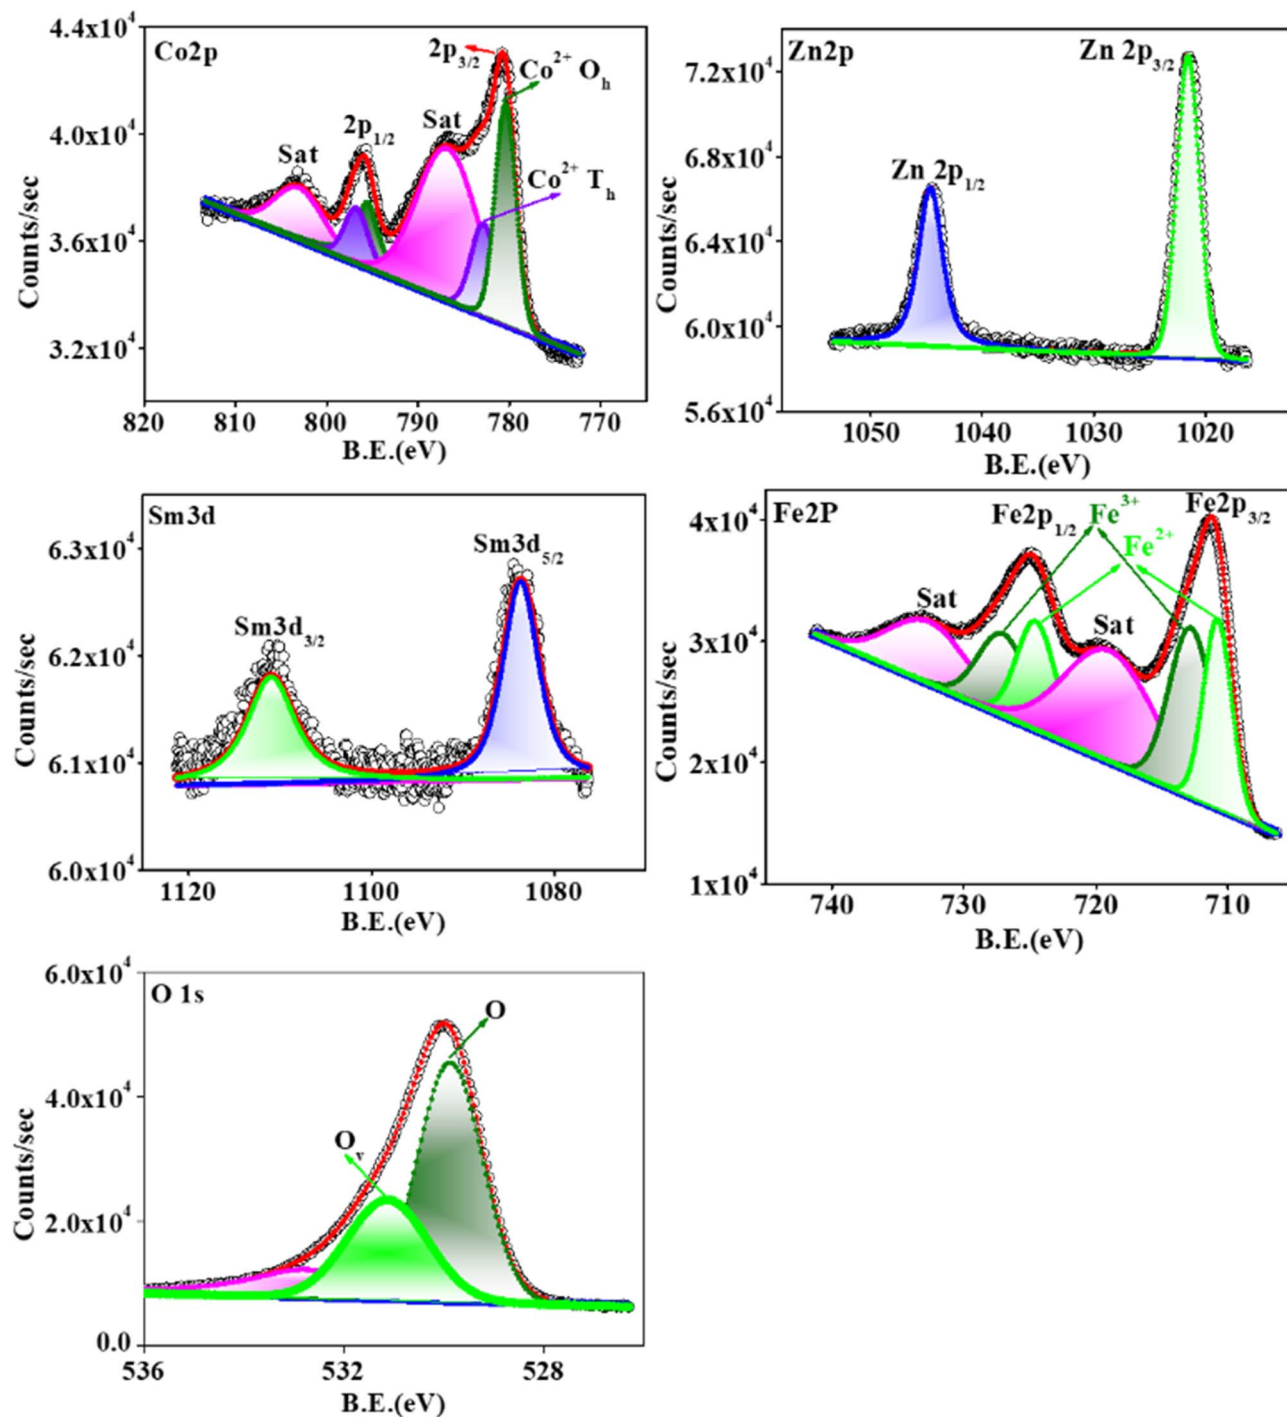 Co2p
2p3/2
Co2+ Oh
2p1/2
Sat
Sat
Co2+ Th
4.4x10^4
4.0x10^4
3.6x10^4
3.2x10^4
Counts/sec
820 810 800 790 780 770
B.E.(eV)
Zn2p
Zn 2p3/2
Zn 2p1/2
7.2x10^4
6.8x10^4
6.4x10^4
6.0x10^4
5.6x10^4
Counts/sec
1050 1040 1030 1020
B.E.(eV)
Sm3d
Sm3d5/2
Sm3d3/2
6.3x10^4
6.2x10^4
6.1x10^4
6.0x10^4
Counts/sec
1120 1100 1080
B.E.(eV)
Fe2P
Fe2p1/2
Fe3+
Fe2p3/2
Fe2+
Sat
Sat
4x10^4
3x10^4
2x10^4
1x10^4
Counts/sec
740 730 720 710
B.E.(eV)
O 1s
O
Ov
6.0x10^4
4.0x10^4
2.0x10^4
0.0
Counts/sec
536 532 528
B.E.(eV)